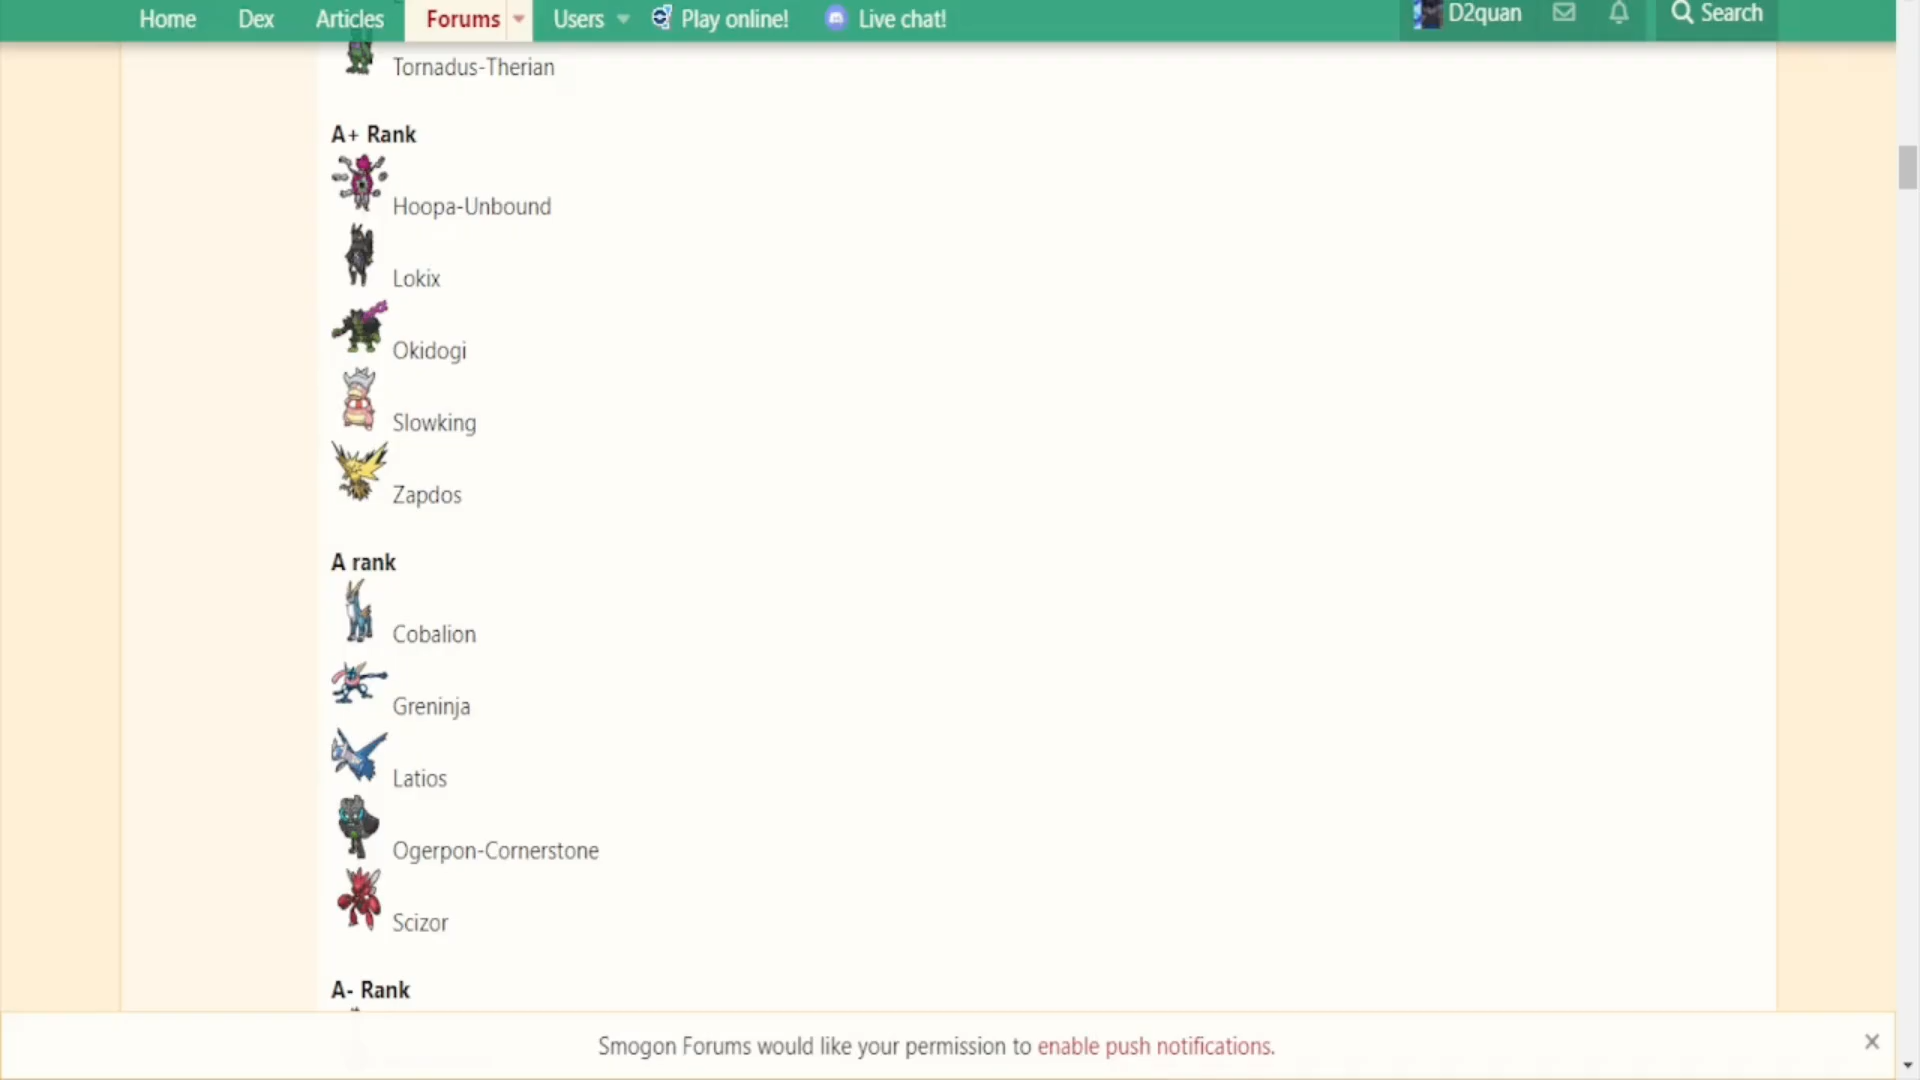 Home Dex Articles Forums Users Play online! Live chat! D2quan Search
Tornadus-Therian
A+ Rank
Hoopa-Unbound
Lokix
Okidogi
Slowking
Zapdos
A rank
Cobalion
Greninja
Latios
Ogerpon-Cornerstone
Scizor
A- Rank
Smogon Forums would like your permission to enable push notifications.